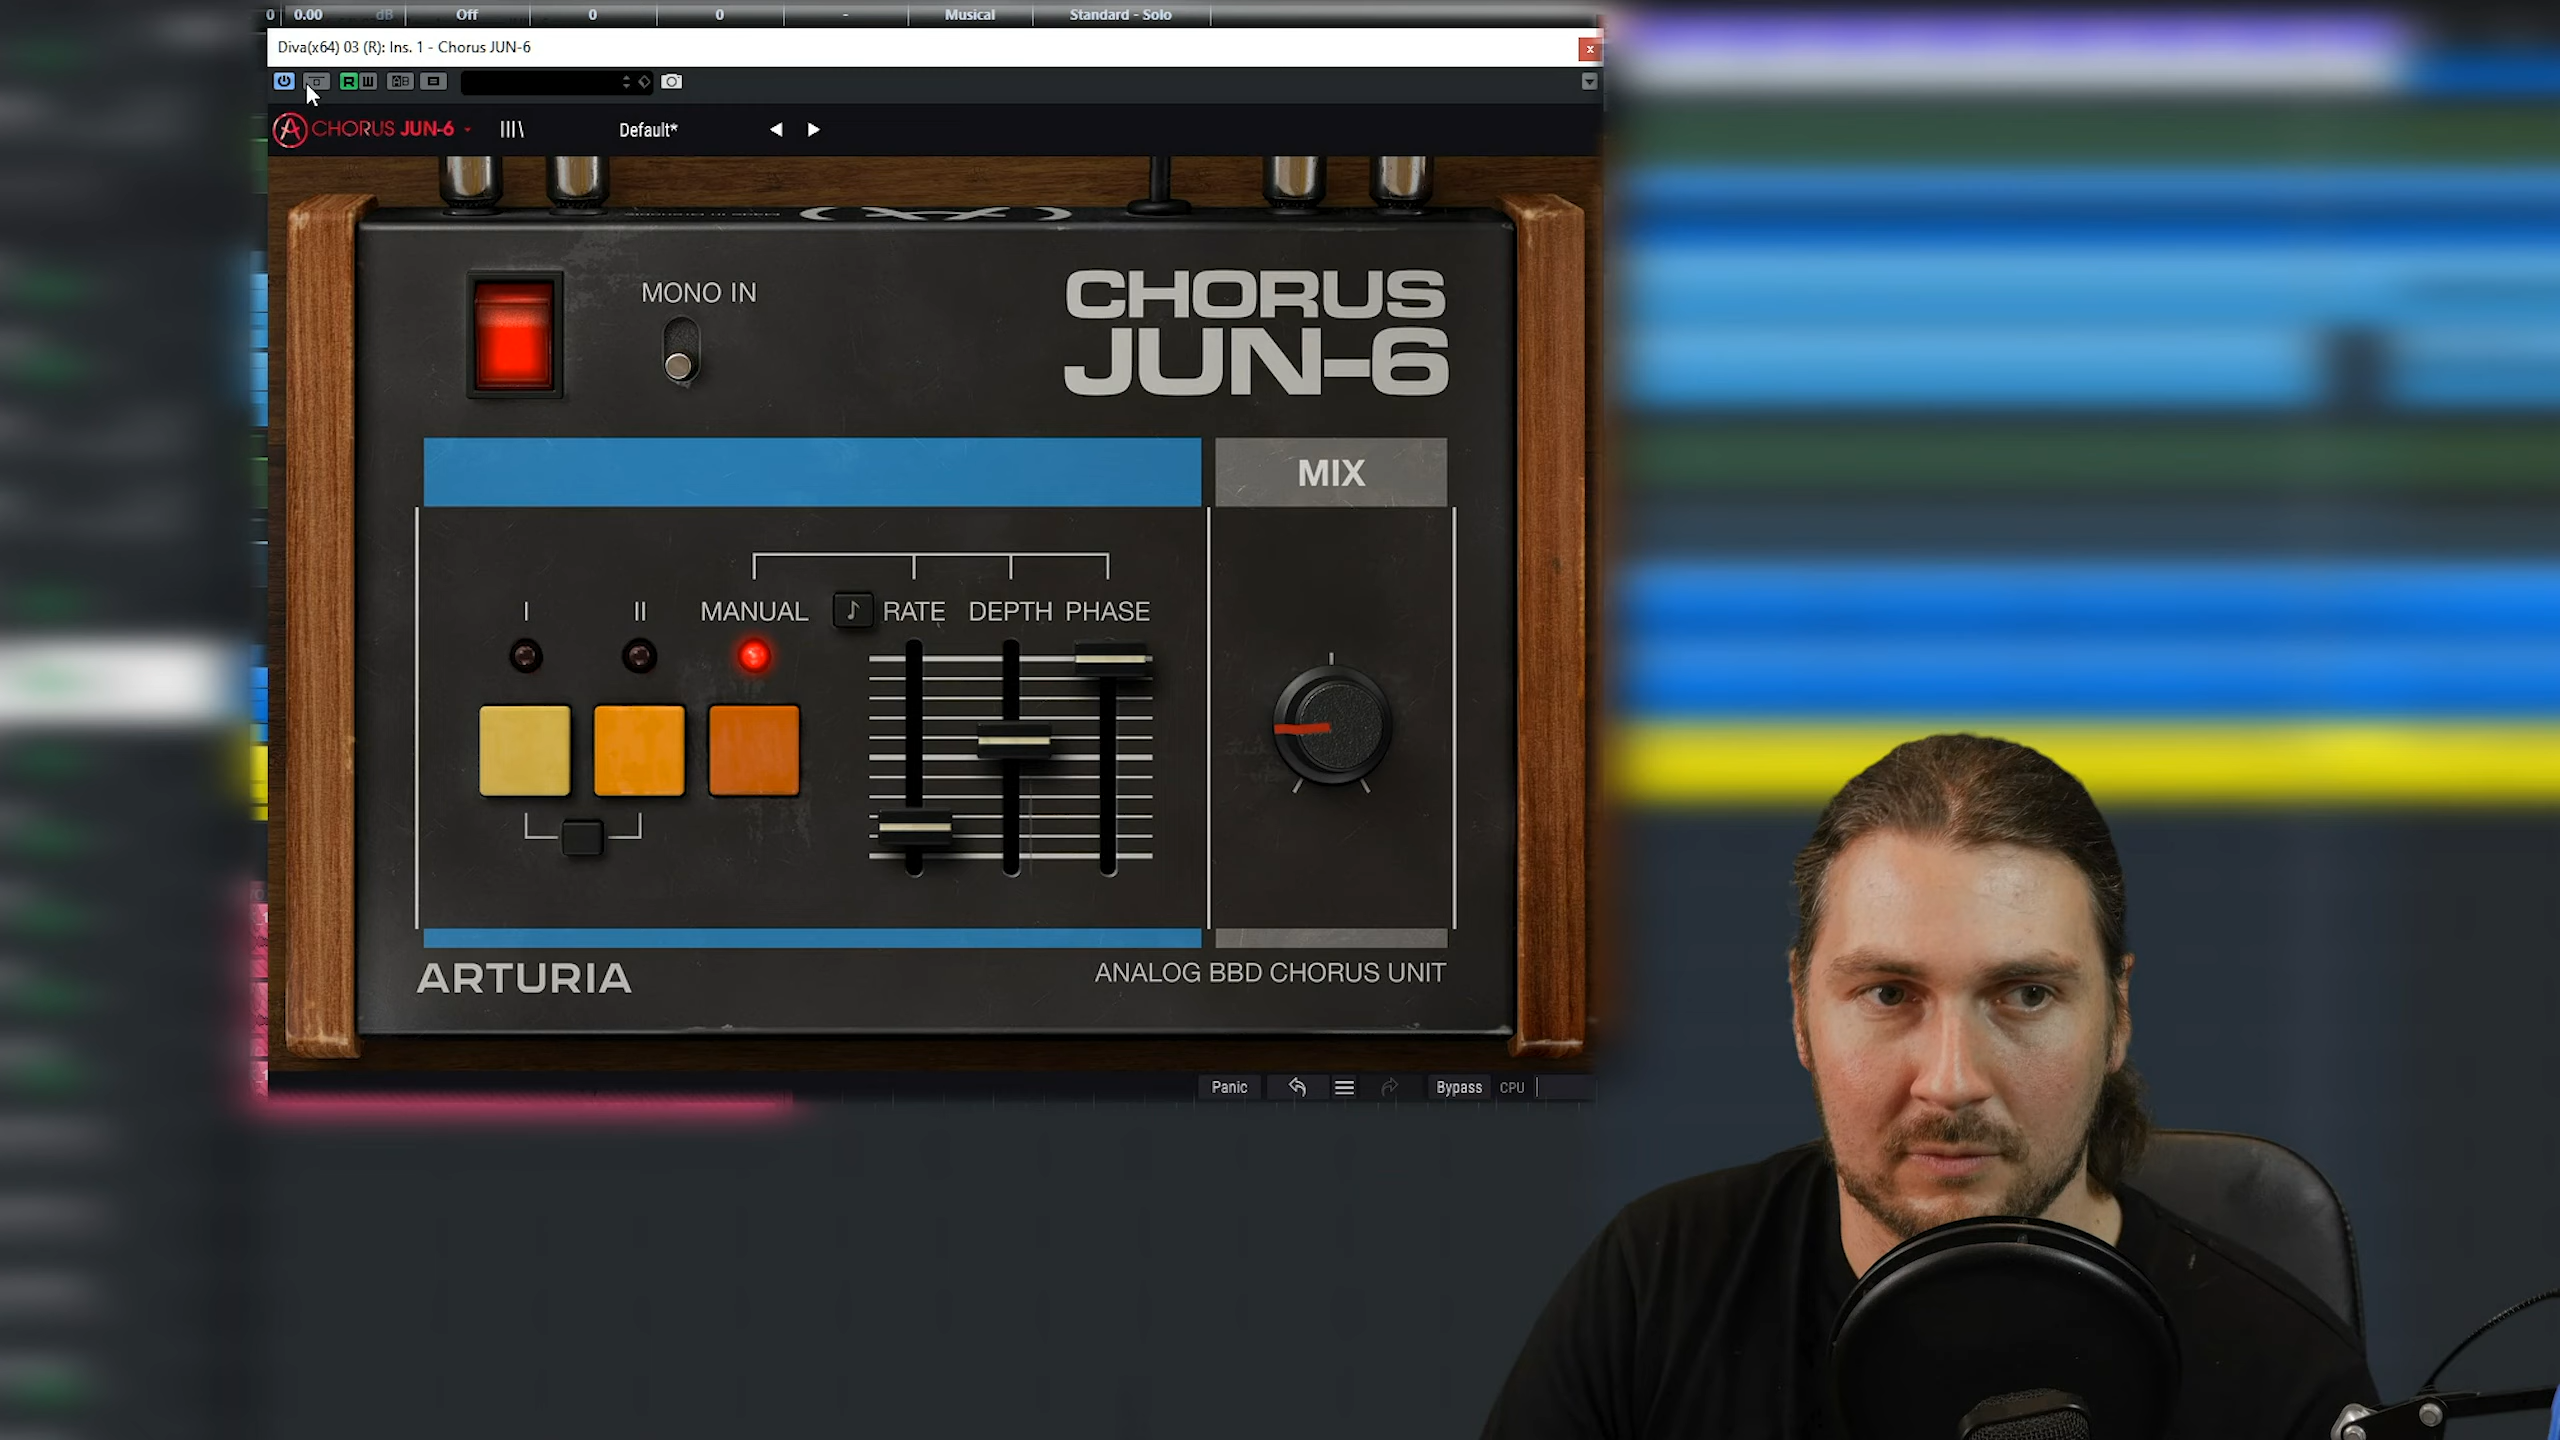 0 0.00 dB Off 0 0 - Musical Standard - Solo
Diva(x64) 03 (R): Ins. 1 - Chorus JUN-6 x
R W AB
CHORUS JUN-6 Default*
MONO IN
CHORUS
JUN-6
MIX
I II MANUAL RATE DEPTH PHASE
ARTURIA
ANALOG BBD CHORUS UNIT
Panic Bypass CPU